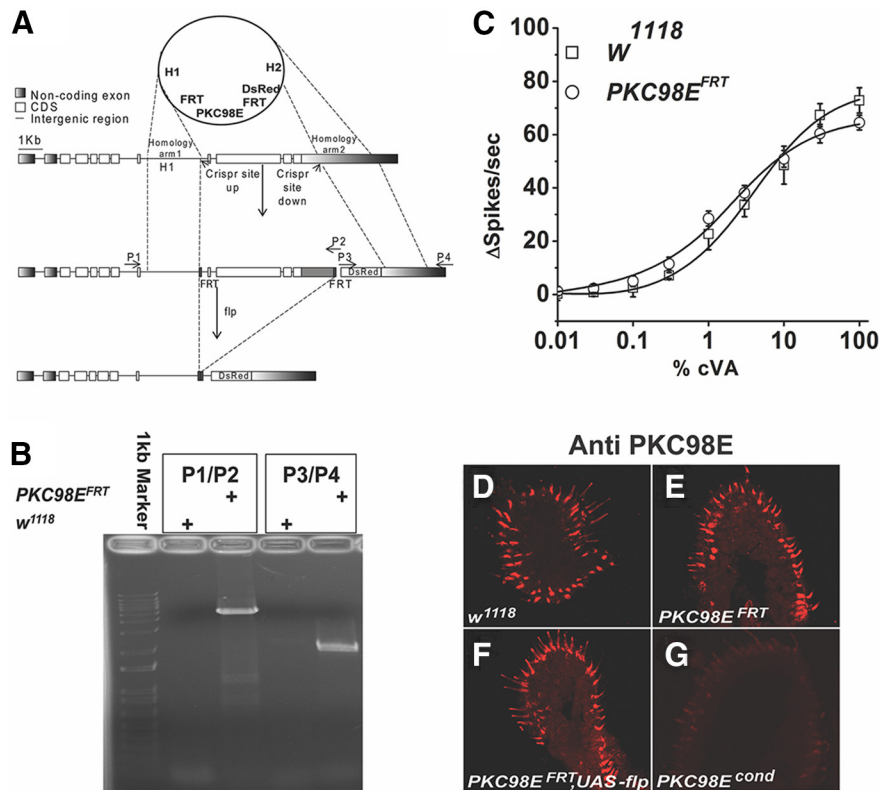 A
H1
H2
DsRed
FRT
FRT
PKC98E
Non-coding exon
CDS
Intergenic region
1Kb
Homology
arm1
H1
Homology
arm2
Crispr site
up
Crispr
site
down
P1
P2
P3
P4
FRT
FRT
DsRed
flp
DsRed
B
1kb Marker
P1/P2
P3/P4
PKC98E^FRT
+
+
w^1118
+
+
C
W^1118
PKC98E^FRT
ΔSpikes/sec
80
60
40
20
0
0.01
0.1
1
10
100
% cVA
Anti PKC98E
D
w^1118
E
PKC98E^FRT
F
PKC98E^FRT;UAS-flp
G
PKC98E^cond